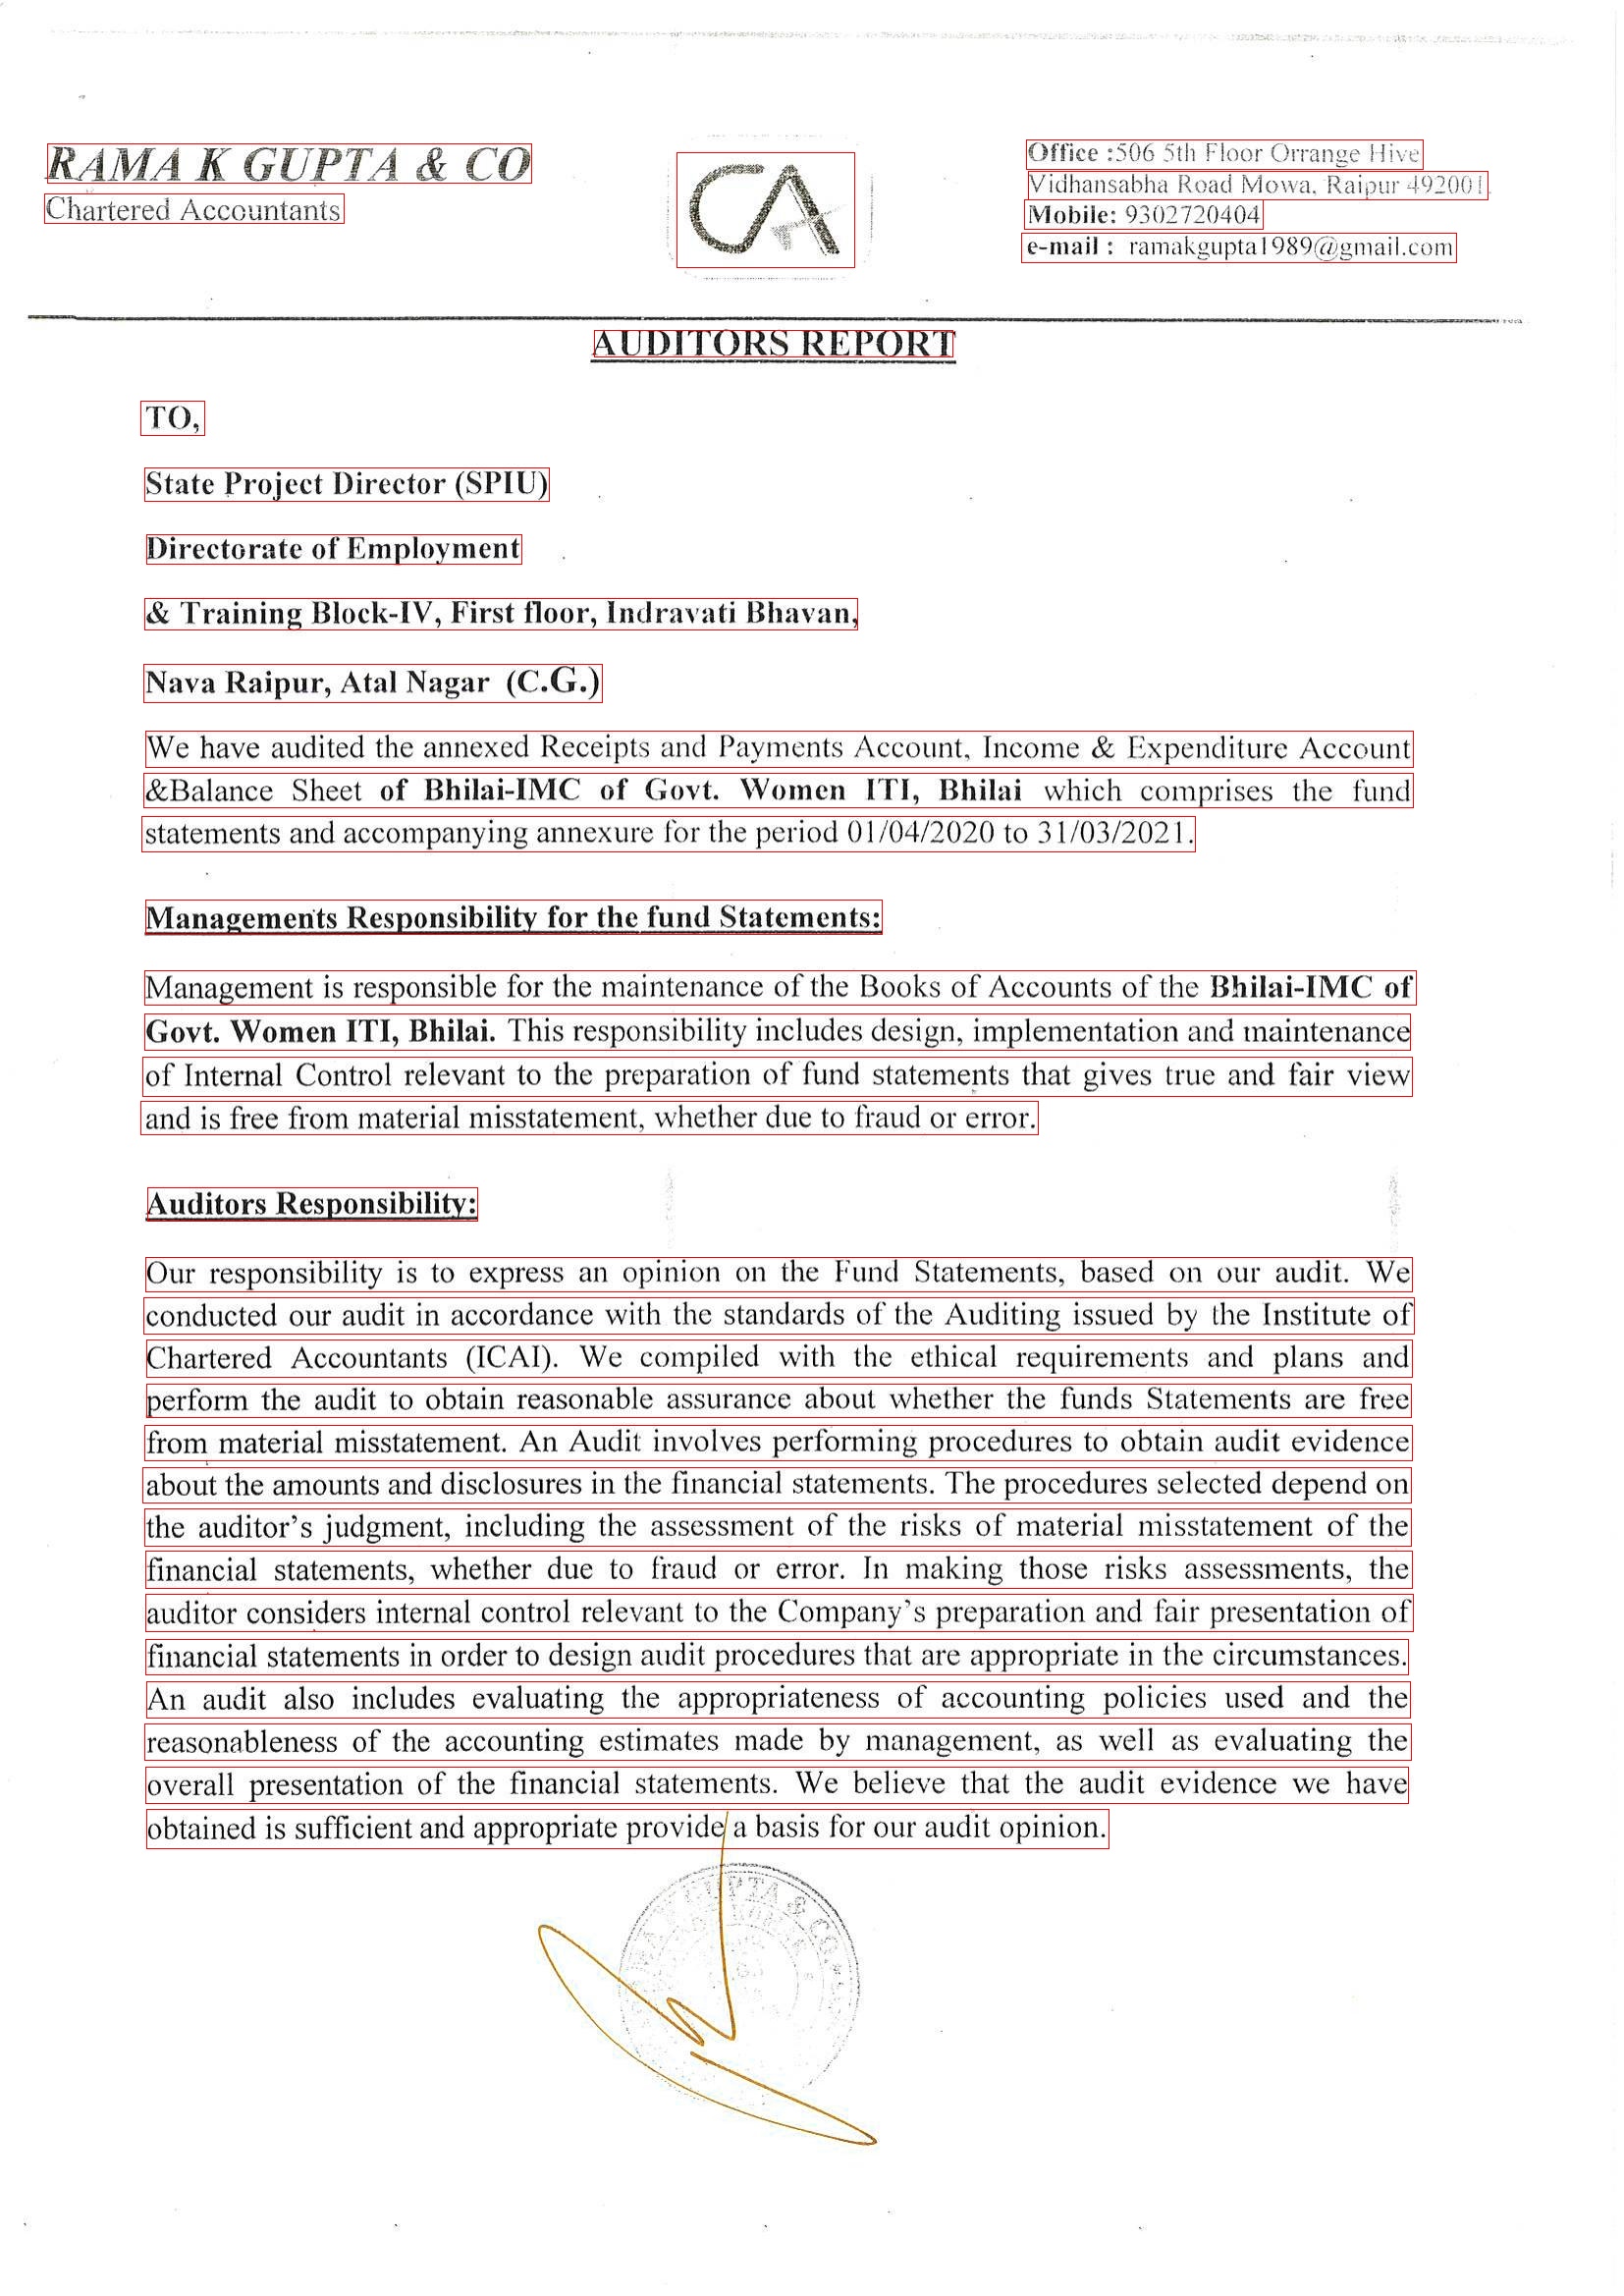 RAMA K GUPTA & CO
Chartered Accountants
CA
Office :506 5th Floor Orrange Hive
Vidhansabha Road Mowa, Raipur 492001
Mobile: 9302720404
e-mail : ramakgupta1989@gmail.com
AUDITORS REPORT
TO,
State Project Director (SPIU)
Directorate of Employment
& Training Block-IV, First floor, Indravati Bhavan,
Nava Raipur, Atal Nagar (C.G.)
We have audited the annexed Receipts and Payments Account, Income & Expenditure Account
&Balance Sheet of Bhilai-IMC of Govt. Women ITI, Bhilai which comprises the fund
statements and accompanying annexure for the period 01/04/2020 to 31/03/2021.
Managements Responsibility for the fund Statements:
Management is responsible for the maintenance of the Books of Accounts of the Bhilai-IMC of
Govt. Women ITI, Bhilai. This responsibility includes design, implementation and maintenance
of Internal Control relevant to the preparation of fund statements that gives true and fair view
and is free from material misstatement, whether due to fraud or error.
Auditors Responsibility:
Our responsibility is to express an opinion on the Fund Statements, based on our audit. We
conducted our audit in accordance with the standards of the Auditing issued by the Institute of
Chartered Accountants (ICAI). We compiled with the ethical requirements and plans and
perform the audit to obtain reasonable assurance about whether the funds Statements are free
from material misstatement. An Audit involves performing procedures to obtain audit evidence
about the amounts and disclosures in the financial statements. The procedures selected depend on
the auditor's judgment, including the assessment of the risks of material misstatement of the
financial statements, whether due to fraud or error. In making those risks assessments, the
auditor considers internal control relevant to the Company's preparation and fair presentation of
financial statements in order to design audit procedures that are appropriate in the circumstances.
An audit also includes evaluating the appropriateness of accounting policies used and the
reasonableness of the accounting estimates made by management, as well as evaluating the
overall presentation of the financial statements. We believe that the audit evidence we have
obtained is sufficient and appropriate provide a basis for our audit opinion.
GUPTA & CO.